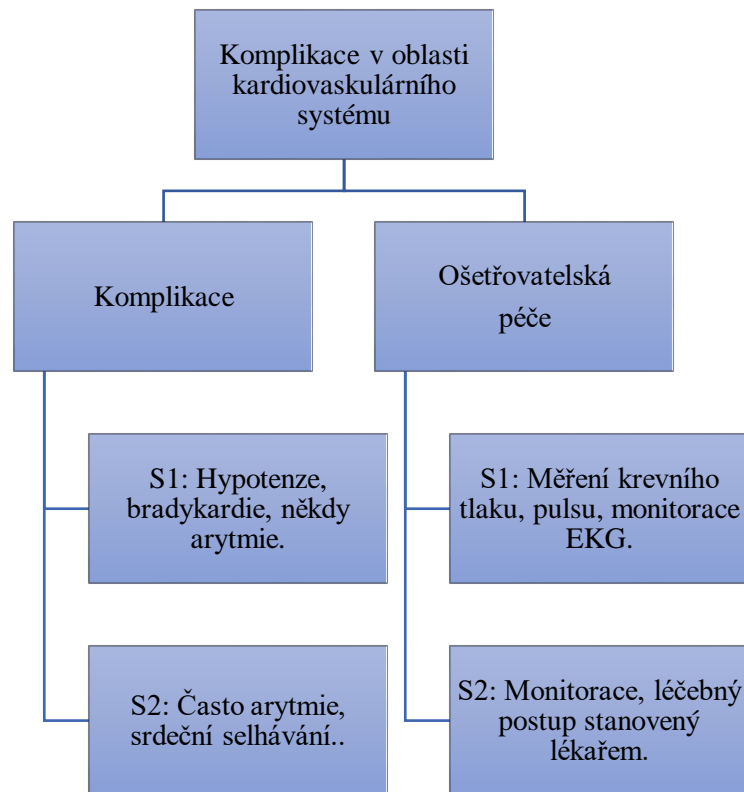 Komplikace v oblasti
kardiovaskulárního
systému
Komplikace
Ošetřovatelská
péče
S1: Hypotenze,
bradykardie, někdy
arytmie.
S1: Měření krevního
tlaku, pulsu, monitorace
EKG.
S2: Často arytmie,
srdeční selhávání..
S2: Monitorace, léčebný
postup stanovený
lékařem.